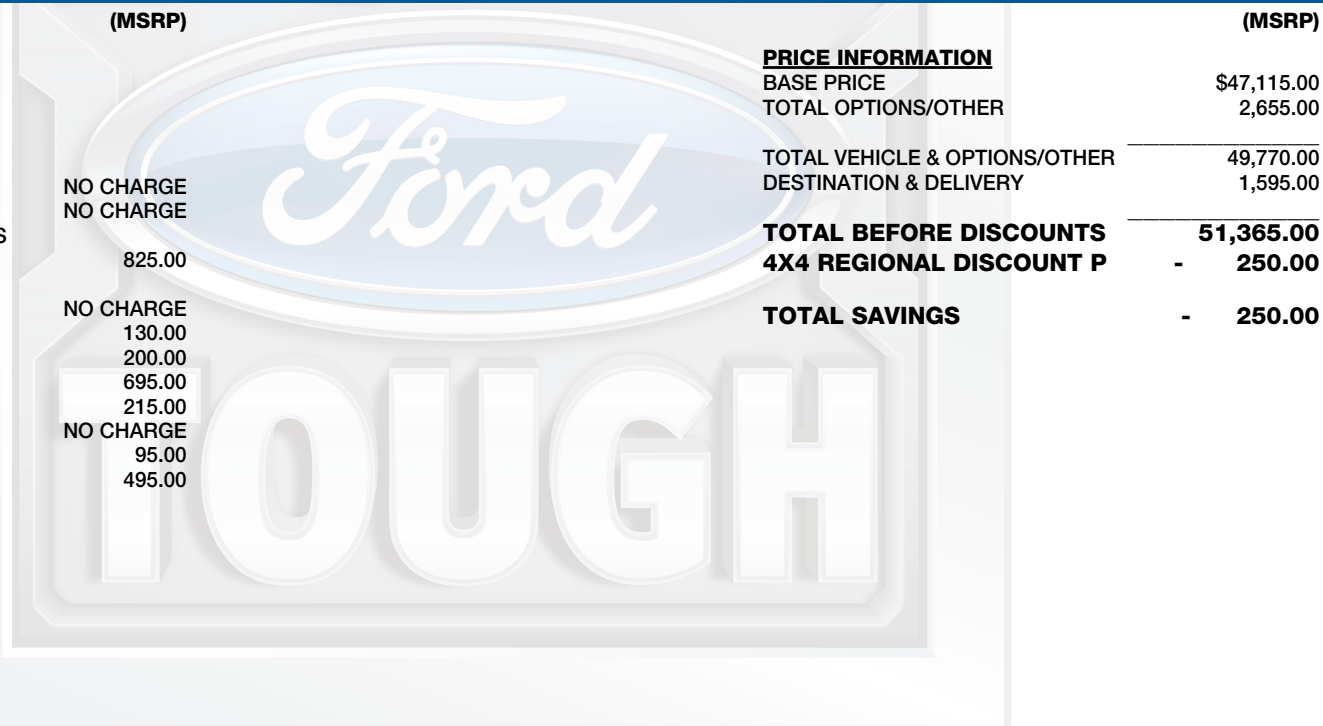 (MSRP)
NO CHARGE
NO CHARGE
S
825.00
NO CHARGE
130.00
200.00
695.00
215.00
NO CHARGE
95.00
495.00
Ford
TOUGH
(MSRP)
PRICE INFORMATION
BASE PRICE $47,115.00
TOTAL OPTIONS/OTHER 2,655.00
TOTAL VEHICLE & OPTIONS/OTHER 49,770.00
DESTINATION & DELIVERY 1,595.00
TOTAL BEFORE DISCOUNTS 51,365.00
4X4 REGIONAL DISCOUNT P - 250.00
TOTAL SAVINGS - 250.00